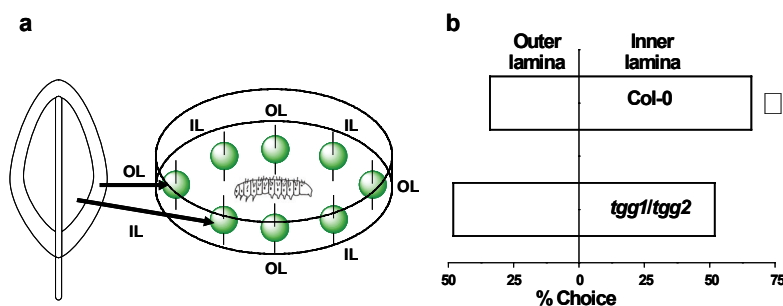 a
OL
IL
IL
OL
OL
IL
IL
OL
b
Outer lamina
Inner lamina
Col-0
tgg1/tgg2
50
25
0
25
50
75
% Choice